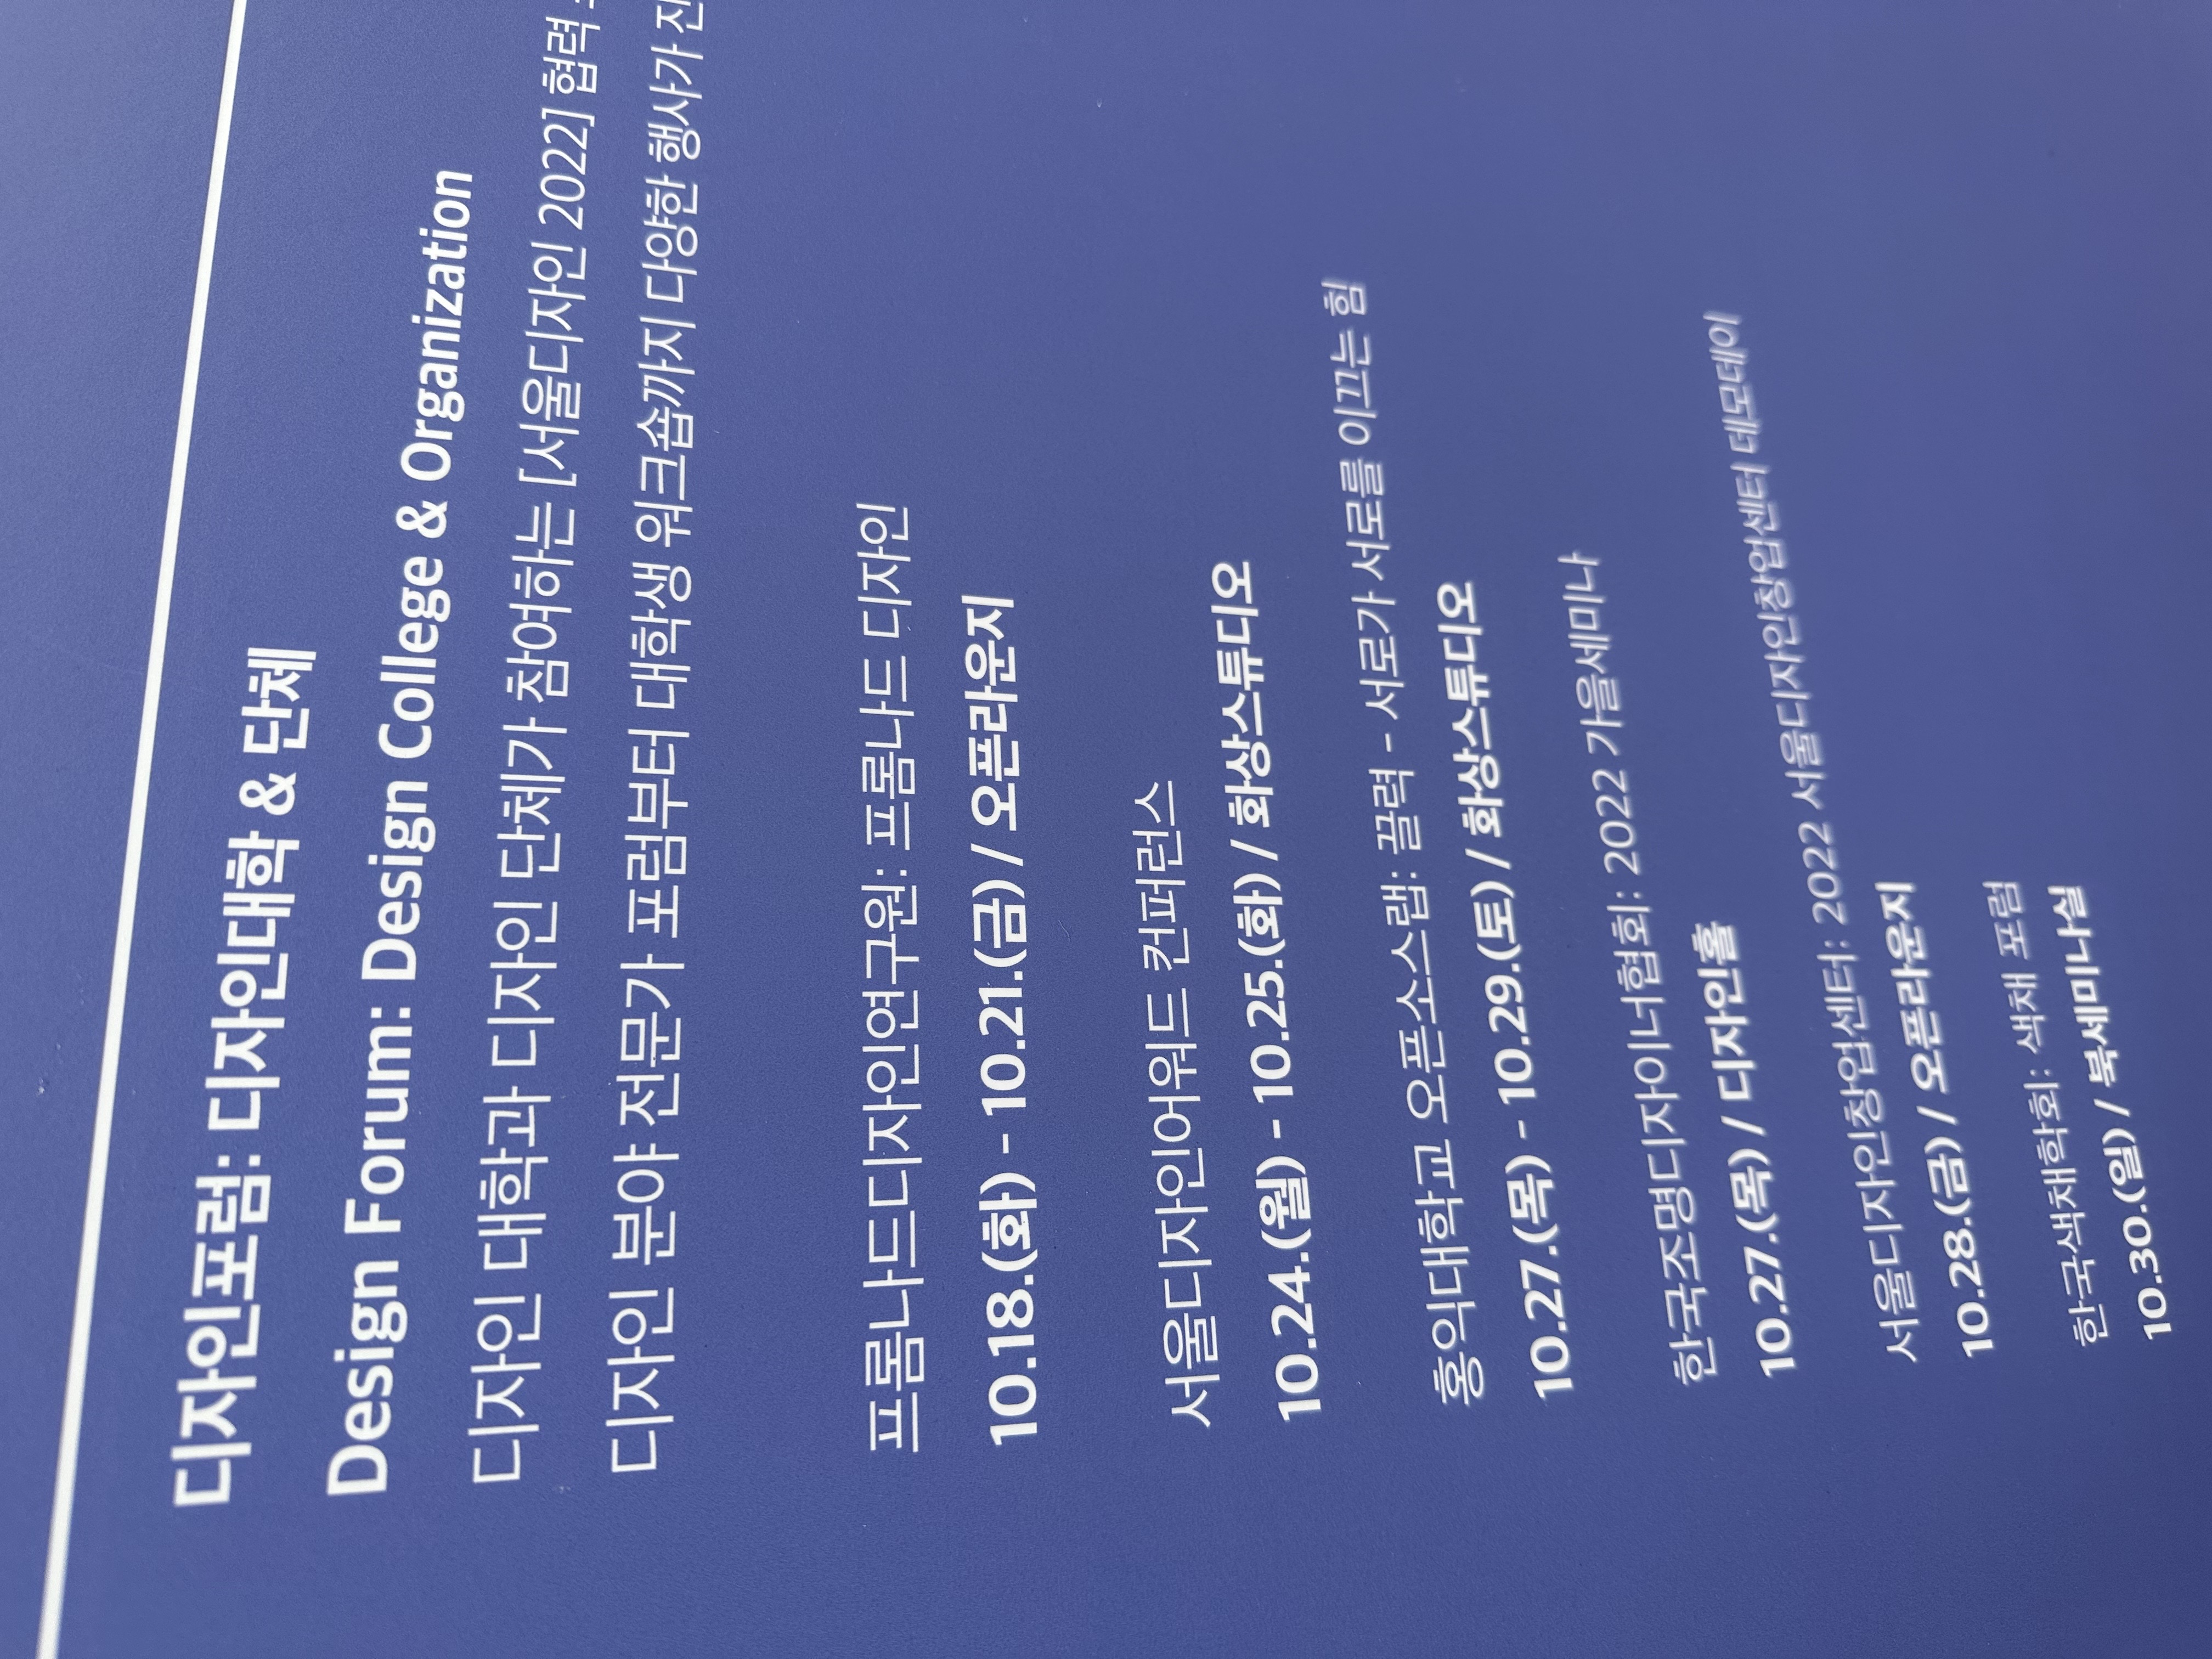 디자인포럼: 디자인대학 & 단체
Design Forum: Design College & Organization
디자인 대학과 디자인 단체가 참여하는 [서울디자인 2022] 협력
디자인 분야 전문가 포럼부터 대학생 워크숍까지 다양한 행사가
프롬나드디자인연구원: 프롬나드 디자인
10.18.(화) - 10.21.(금) / 오픈라운지
서울디자인어워드 컨퍼런스
10.24.(월) - 10.25.(화) / 화상스튜디오
홍익대학교 오픈소스랩: 끌력 - 서로가 서로를 이끄는 힘
10.27.(목) - 10.29.(토) / 화상스튜디오
한국조명디자이너협회: 2022 가을세미나
10.27.(목) / 디자인홀
서울디자인창업센터: 2022 서울디자인창업센터 데모데이
10.28.(금) / 오픈라운지
한국색채학회: 색채 포럼
10.30.(일) / 북세미나실